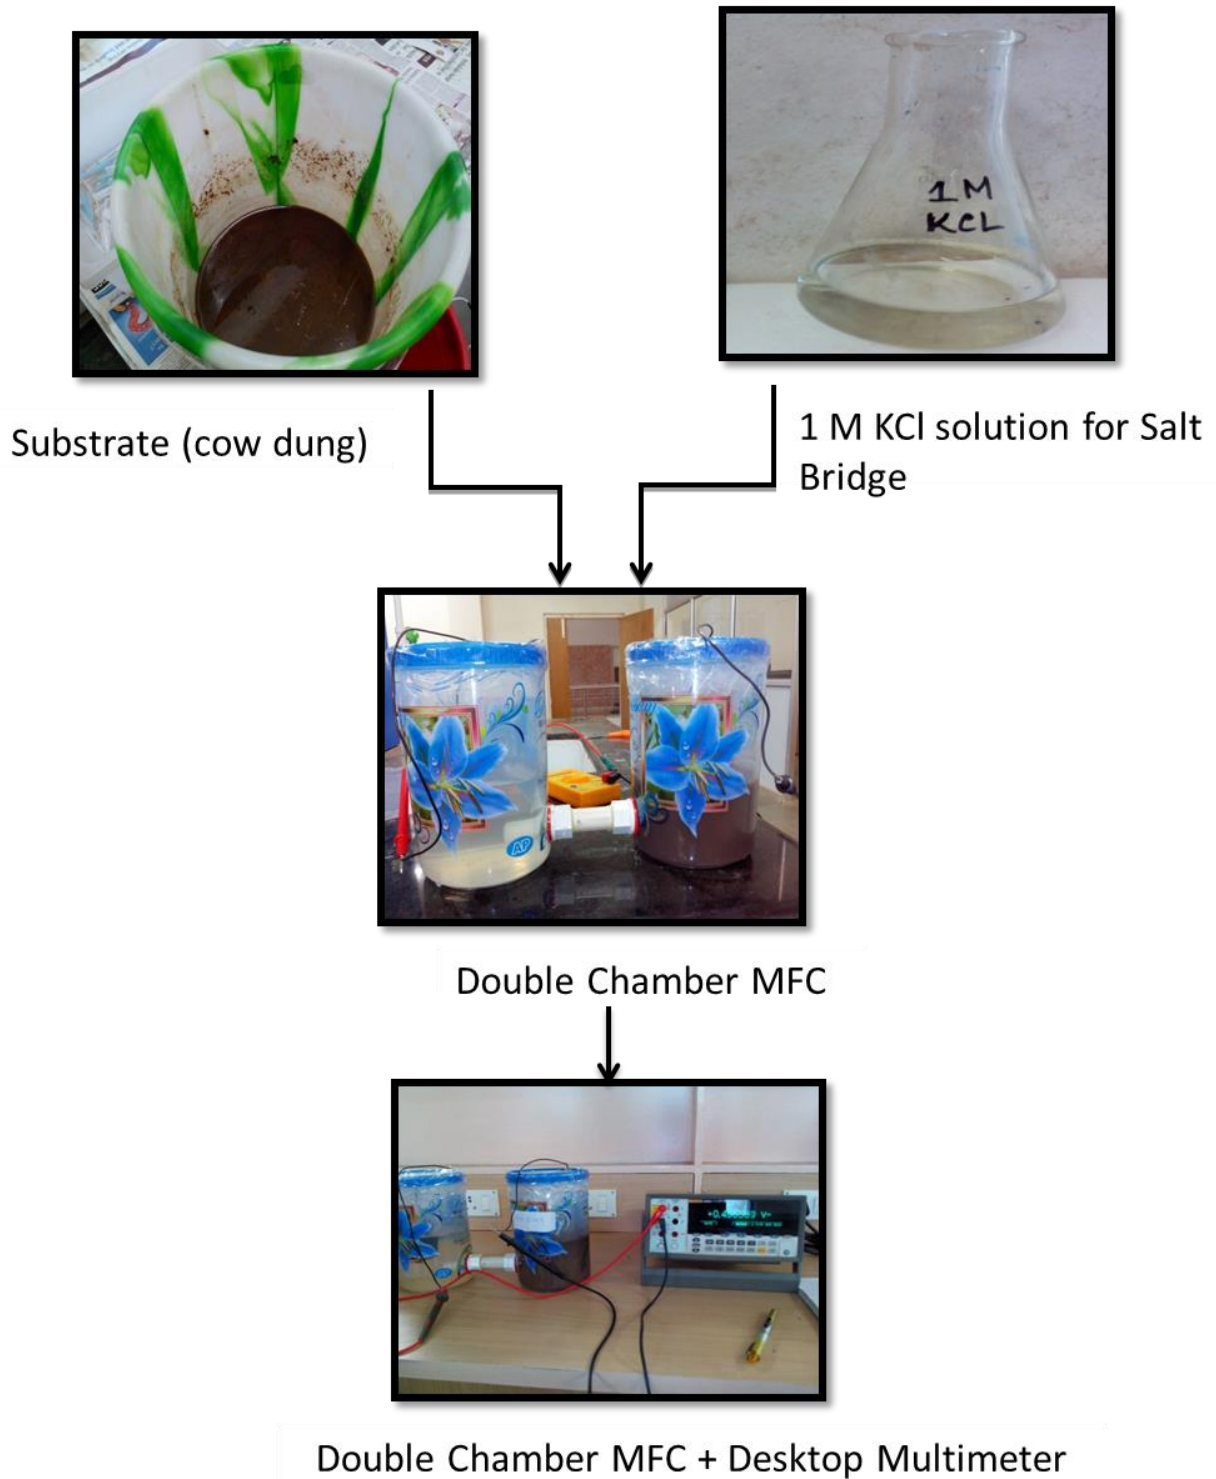 1 M
KCL
Substrate (cow dung)
1 M KCl solution for Salt
Bridge
AP
Double Chamber MFC
Double Chamber MFC + Desktop Multimeter